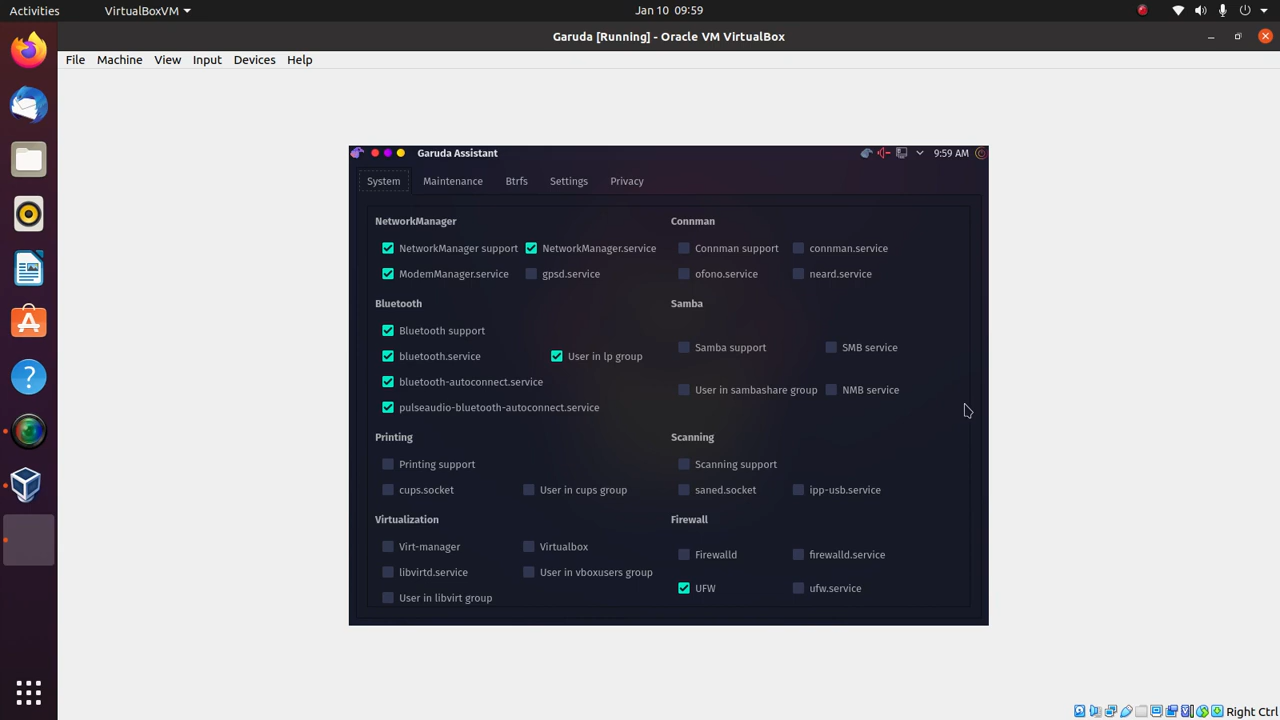 Activities VirtualBoxVM Jan 10 09:59
Garuda [Running] - Oracle VM VirtualBox
File Machine View Input Devices Help
Garuda Assistant 9:59 AM
System Maintenance Btrfs Settings Privacy
NetworkManager Connman
NetworkManager support NetworkManager.service Connman support connman.service
ModemManager.service gpsd.service ofono.service neard.service
Bluetooth Samba
Bluetooth support
Samba support SMB service
bluetooth.service User in lp group
bluetooth-autoconnect.service
User in sambashare group NMB service
pulseaudio-bluetooth-autoconnect.service
Printing Scanning
Printing support Scanning support
cups.socket User in cups group saned.socket ipp-usb.service
Virtualization Firewall
Virt-manager Virtualbox
Firewalld firewalld.service
libvirtd.service User in vboxusers group
UFW ufw.service
User in libvirt group
Right Ctrl